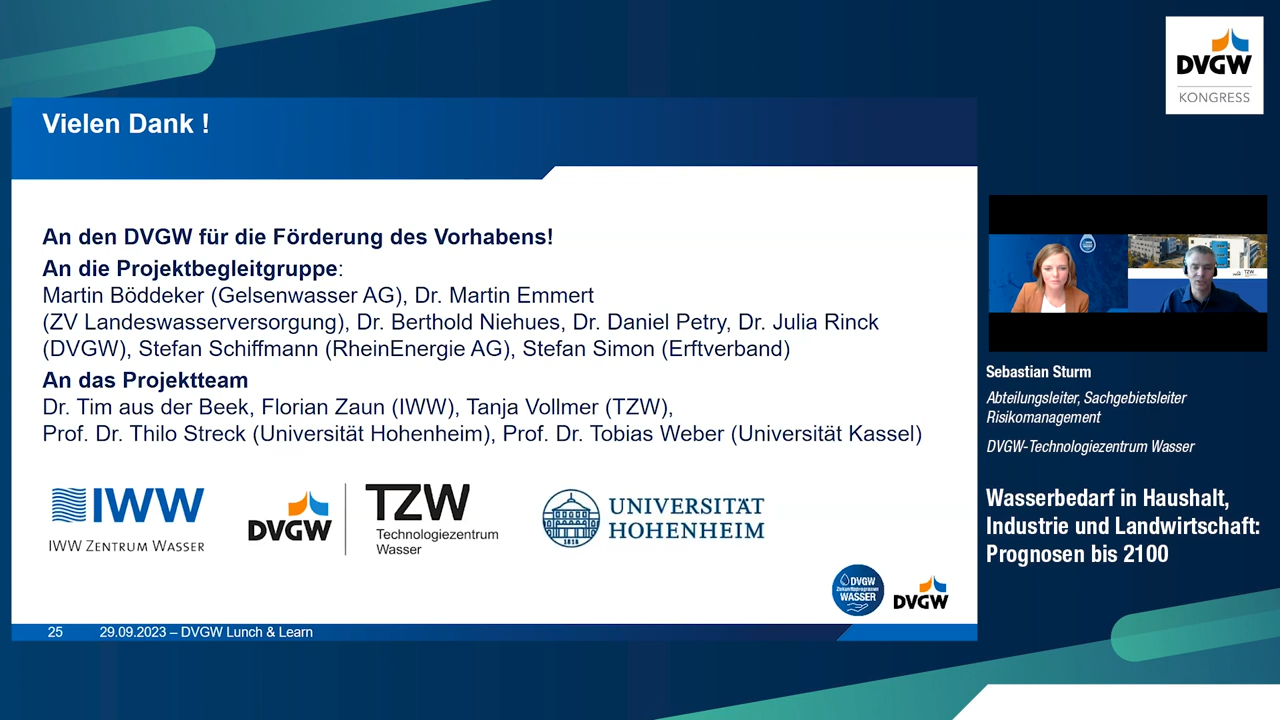 Vielen Dank !
An den DVGW für die Förderung des Vorhabens!
An die Projektbegleitgruppe:
Martin Böddeker (Gelsenwasser AG), Dr. Martin Emmert
(ZV Landeswasserversorgung), Dr. Berthold Niehues, Dr. Daniel Petry, Dr. Julia Rinck
(DVGW), Stefan Schiffmann (RheinEnergie AG), Stefan Simon (Erftverband)
An das Projektteam
Dr. Tim aus der Beek, Florian Zaun (IWW), Tanja Vollmer (TZW),
Prof. Dr. Thilo Streck (Universität Hohenheim), Prof. Dr. Tobias Weber (Universität Kassel)
IWW
IWW ZENTRUM WASSER
DVGW
TZW
Technologiezentrum
Wasser
1818
UNIVERSITÄT
HOHENHEIM
DVGW
Zukunftsprogramm
WASSER
DVGW
25 29.09.2023 – DVGW Lunch & Learn
DVGW
KONGRESS
TZW
Sebastian Sturm
Abteilungsleiter, Sachgebietsleiter
Risikomanagement
DVGW-Technologiezentrum Wasser
Wasserbedarf in Haushalt,
Industrie und Landwirtschaft:
Prognosen bis 2100